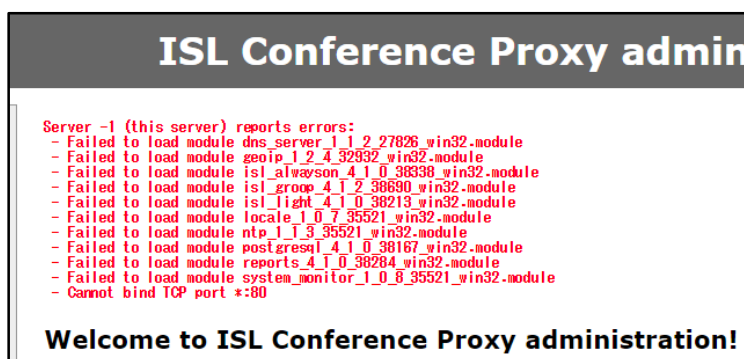 ISL Conference Proxy admin
Server -1 (this server) reports errors:
- Failed to load module dns_server_1_1_2_27826_win32.module
- Failed to load module geoip_1_2_4_32932_win32.module
- Failed to load module isl_alwayson_4_1_0_38338_win32.module
- Failed to load module isl_groop_4_1_2_38690_win32.module
- Failed to load module isl_light_4_1_0_38213_win32.module
- Failed to load module locale_1_0_7_35521_win32.module
- Failed to load module ntp_1_1_3_35521_win32.module
- Failed to load module postgresql_4_1_0_38167_win32.module
- Failed to load module reports_4_1_0_38284_win32.module
- Failed to load module system_monitor_1_0_8_35521_win32.module
- Cannot bind TCP port *:80
Welcome to ISL Conference Proxy administration!